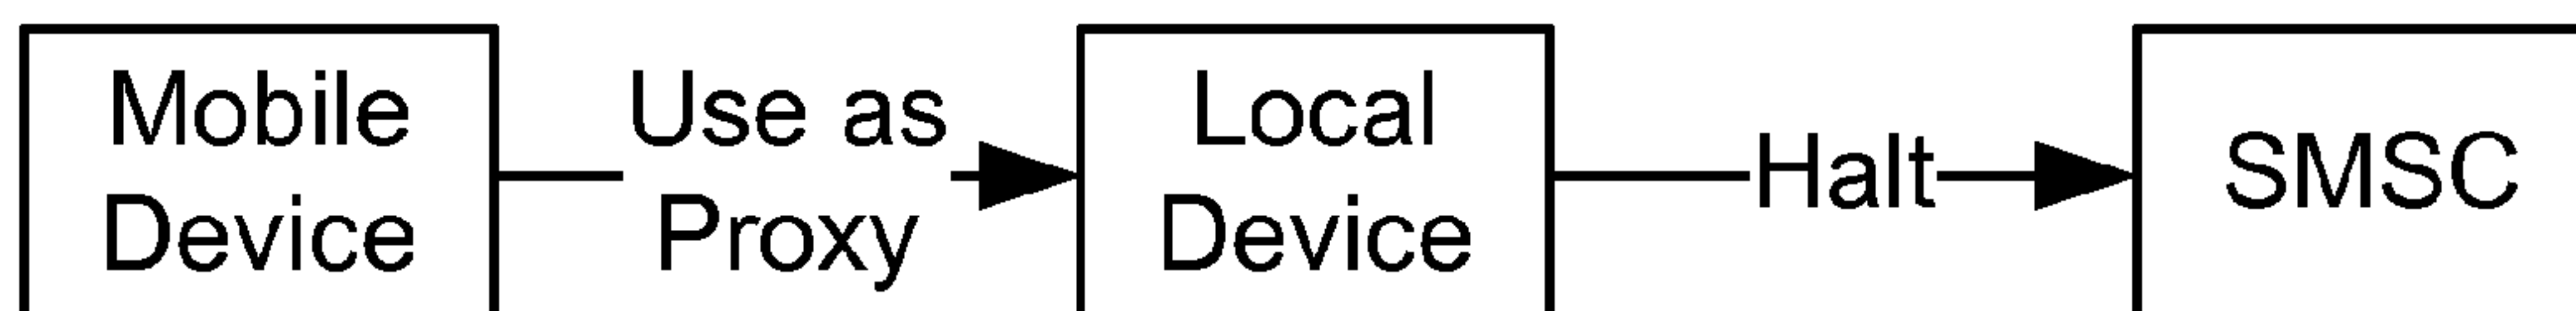 Mobile
Device
Use as
Proxy
Local
Device
Halt
SMSC